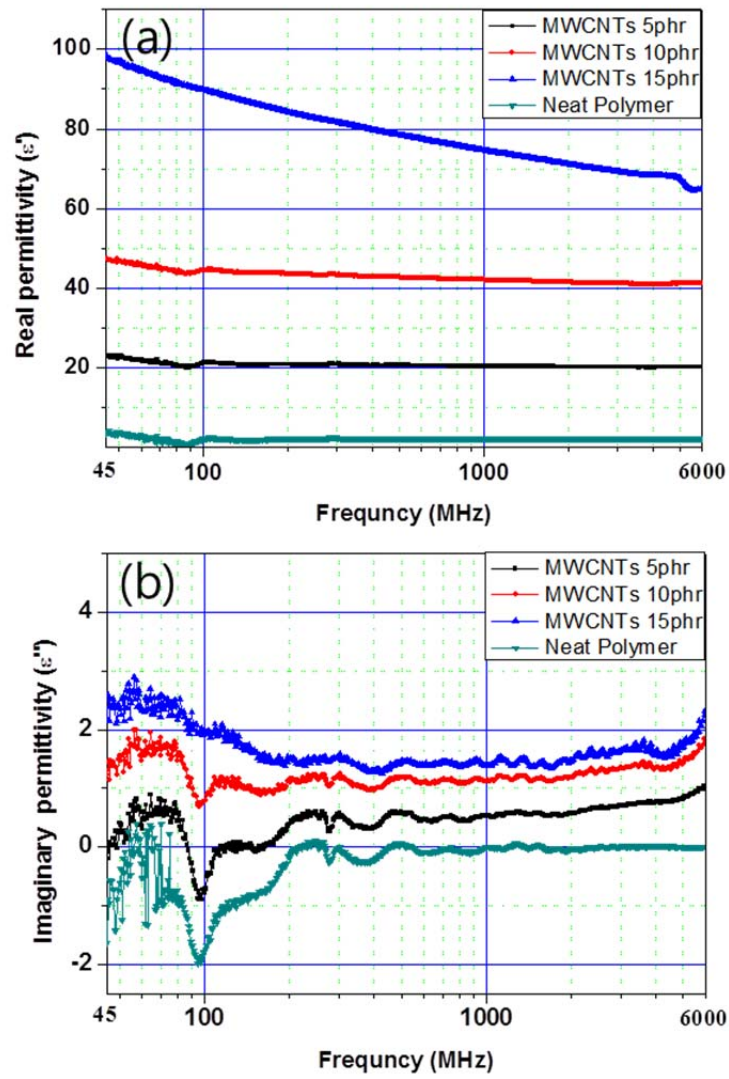 (a)
MWCNTs 5phr
MWCNTs 10phr
MWCNTs 15phr
Neat Polymer
100
80
60
40
20
Real permittivity (ε')
45
100
1000
6000
Frequncy (MHz)
(b)
MWCNTs 5phr
MWCNTs 10phr
MWCNTs 15phr
Neat Polymer
4
2
0
-2
Imaginary permittivity (ε'')
45
100
1000
6000
Frequncy (MHz)